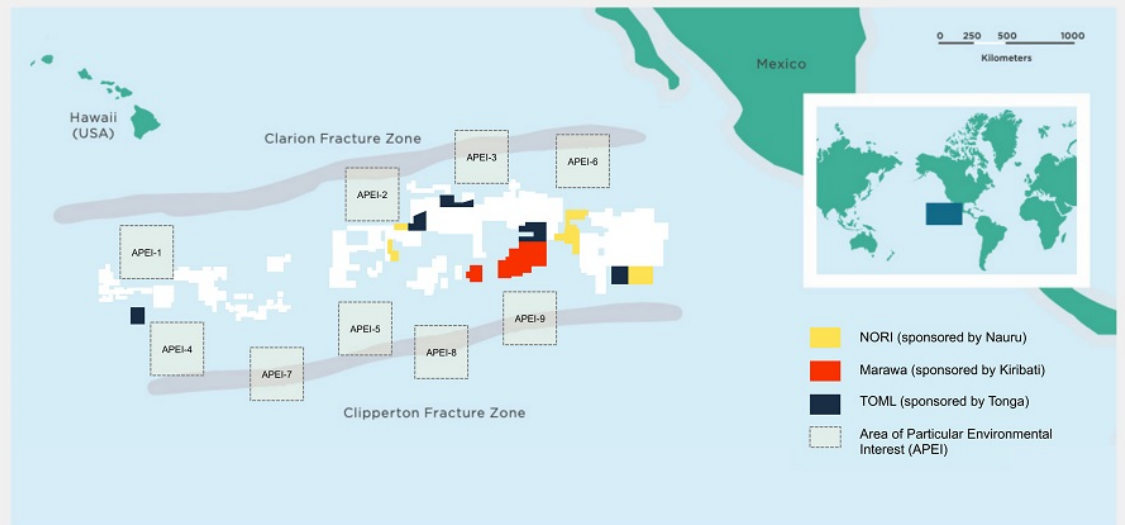 0 250 500 1000
Kilometers
Mexico
Hawaii
(USA)
Clarion Fracture Zone
APEI-3
APEI-6
APEI-2
APEI-1
APEI-9
APEI-5
APEI-4
APEI-8
APEI-7
Clipperton Fracture Zone
NORI (sponsored by Nauru)
Marawa (sponsored by Kiribati)
TOML (sponsored by Tonga)
Area of Particular Environmental
Interest (APEI)